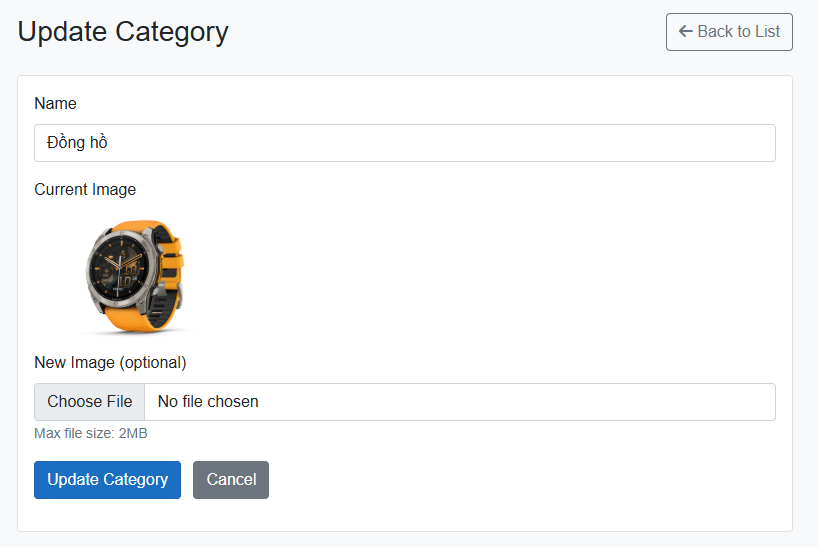 Update Category
Back to List
Name
Đồng hồ
Current Image
New Image (optional)
Choose File No file chosen
Max file size: 2MB
Update Category Cancel